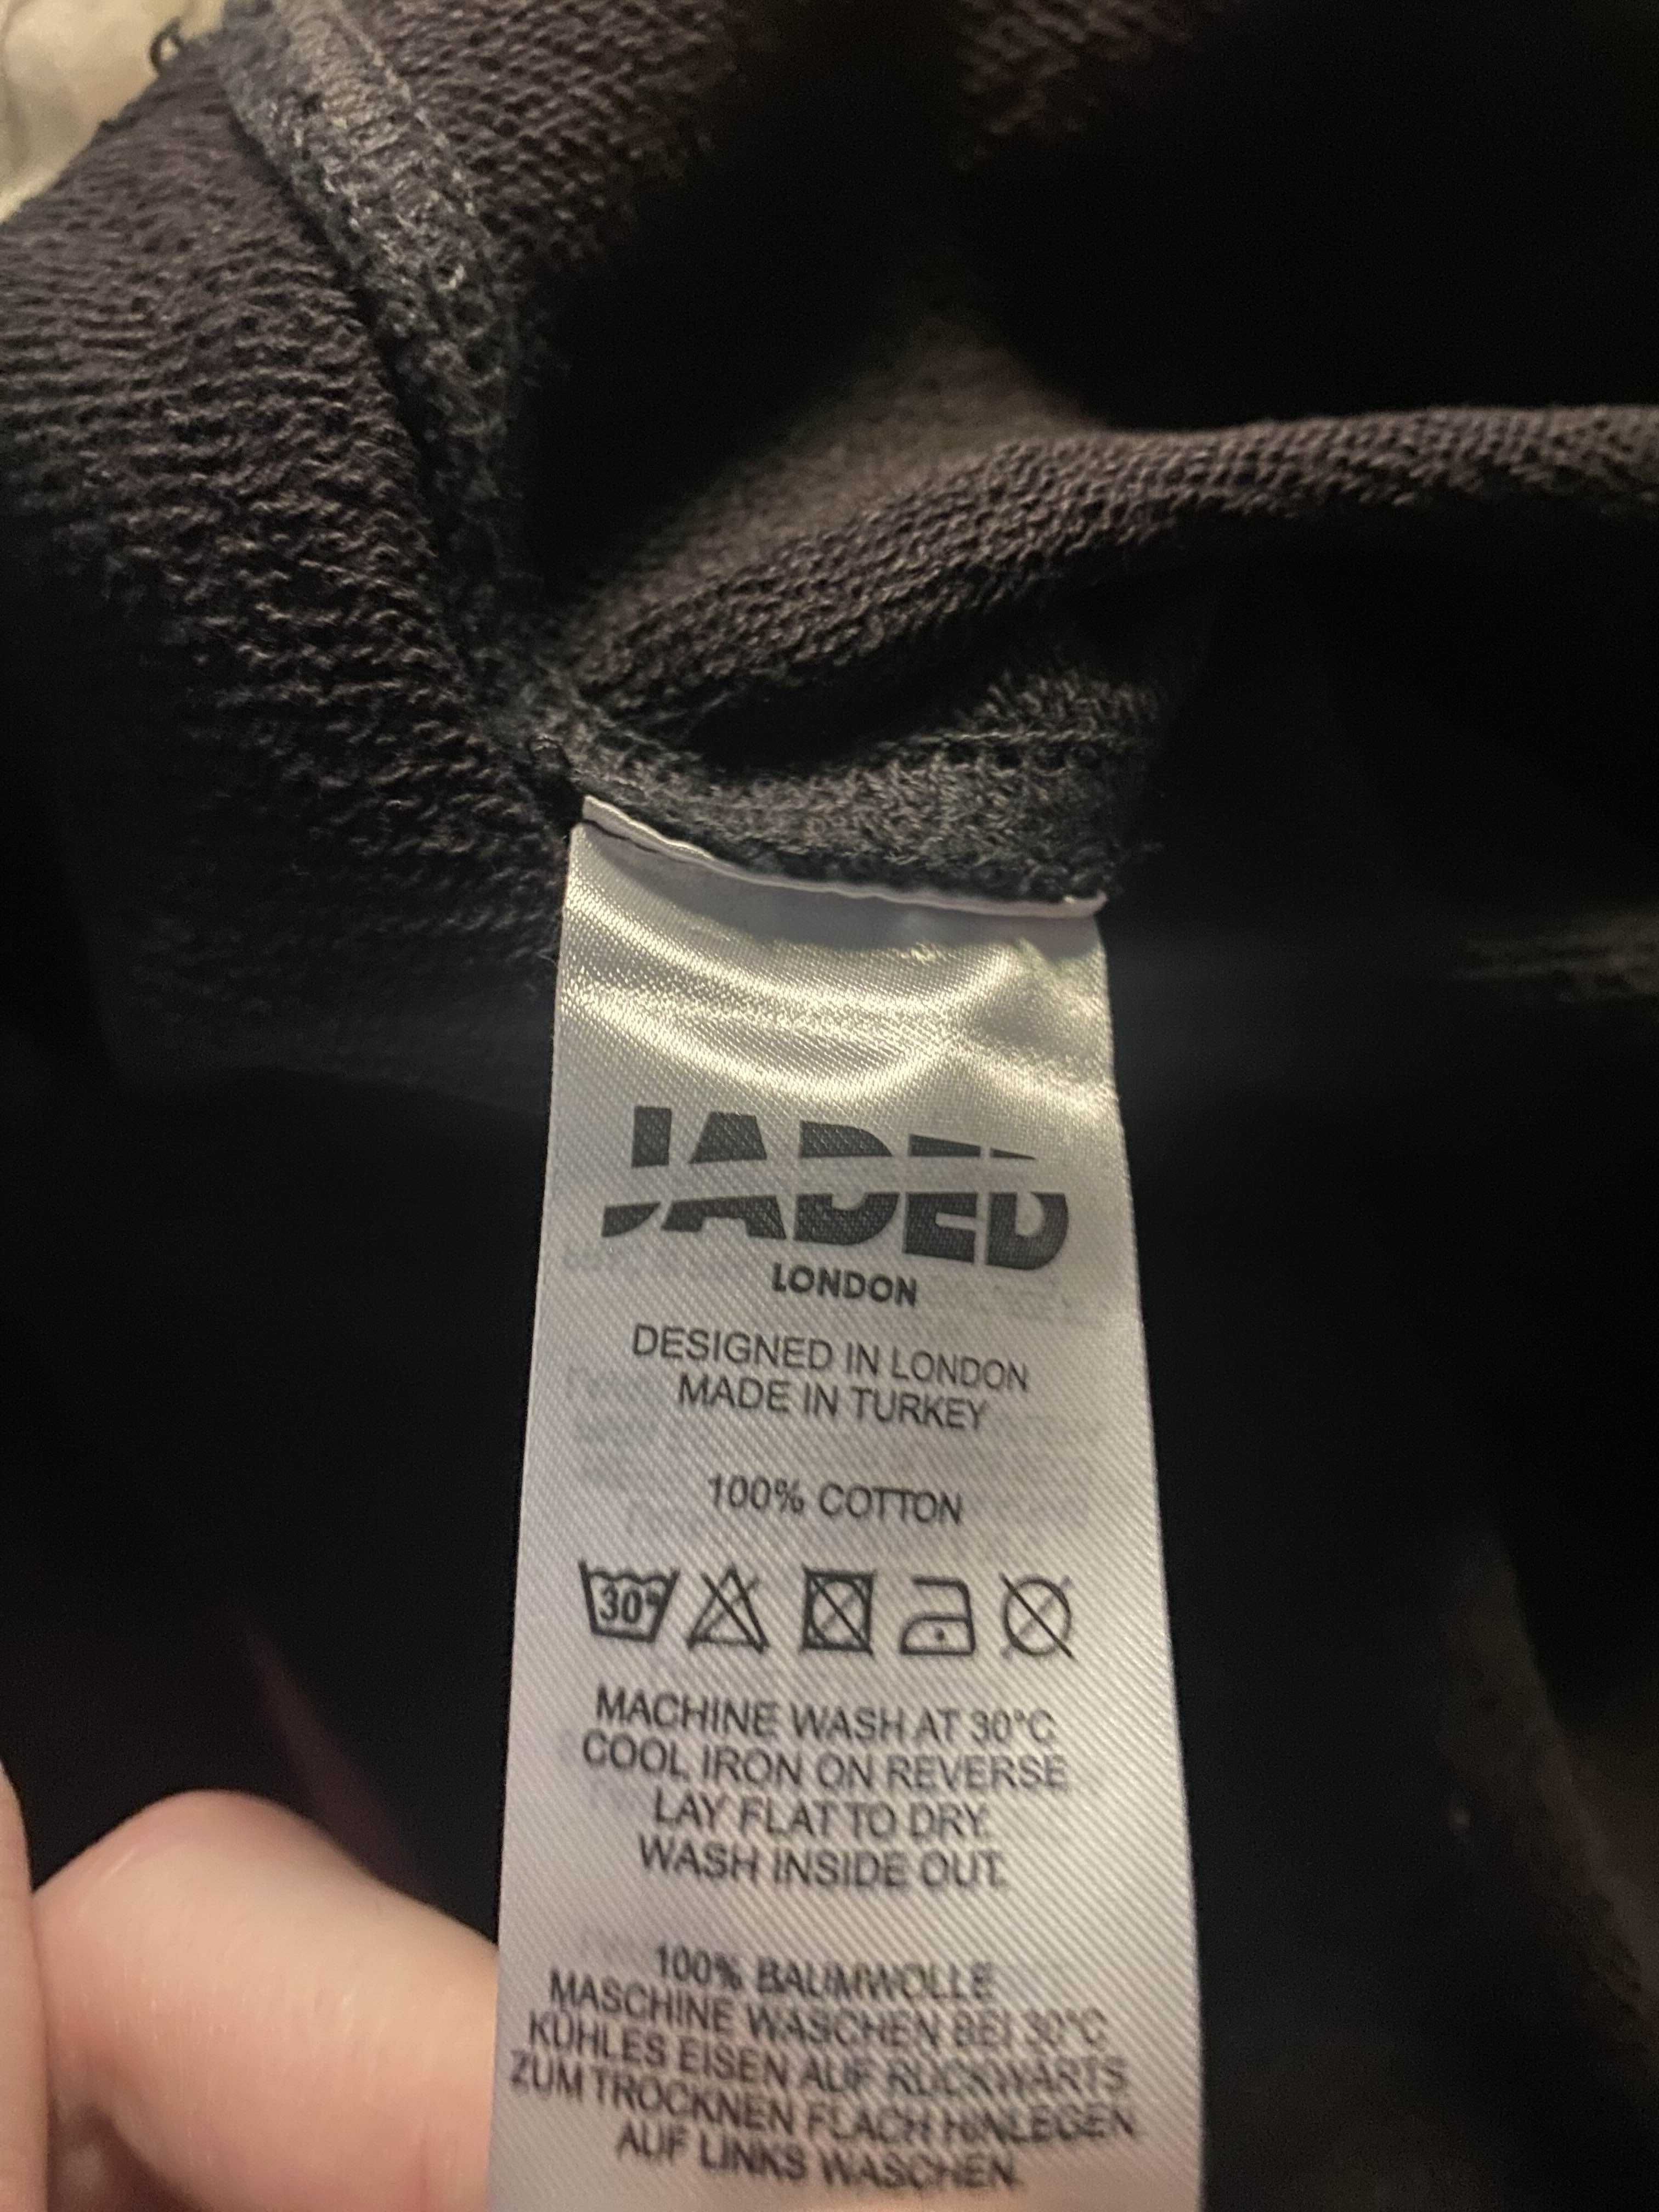 JADED
LONDON
DESIGNED IN LONDON
MADE IN TURKEY
100% COTTON
30°
MACHINE WASH AT 30°C
COOL IRON ON REVERSE
LAY FLAT TO DRY.
WASH INSIDE OUT.
100% BAUMWOLLE
MASCHINE WASCHEN BEI 30°C
KÜHLES EISEN AUF RÜCKWÄRTS
ZUM TROCKNEN FLACH HINLEGEN
AUF LINKS WASCHEN.